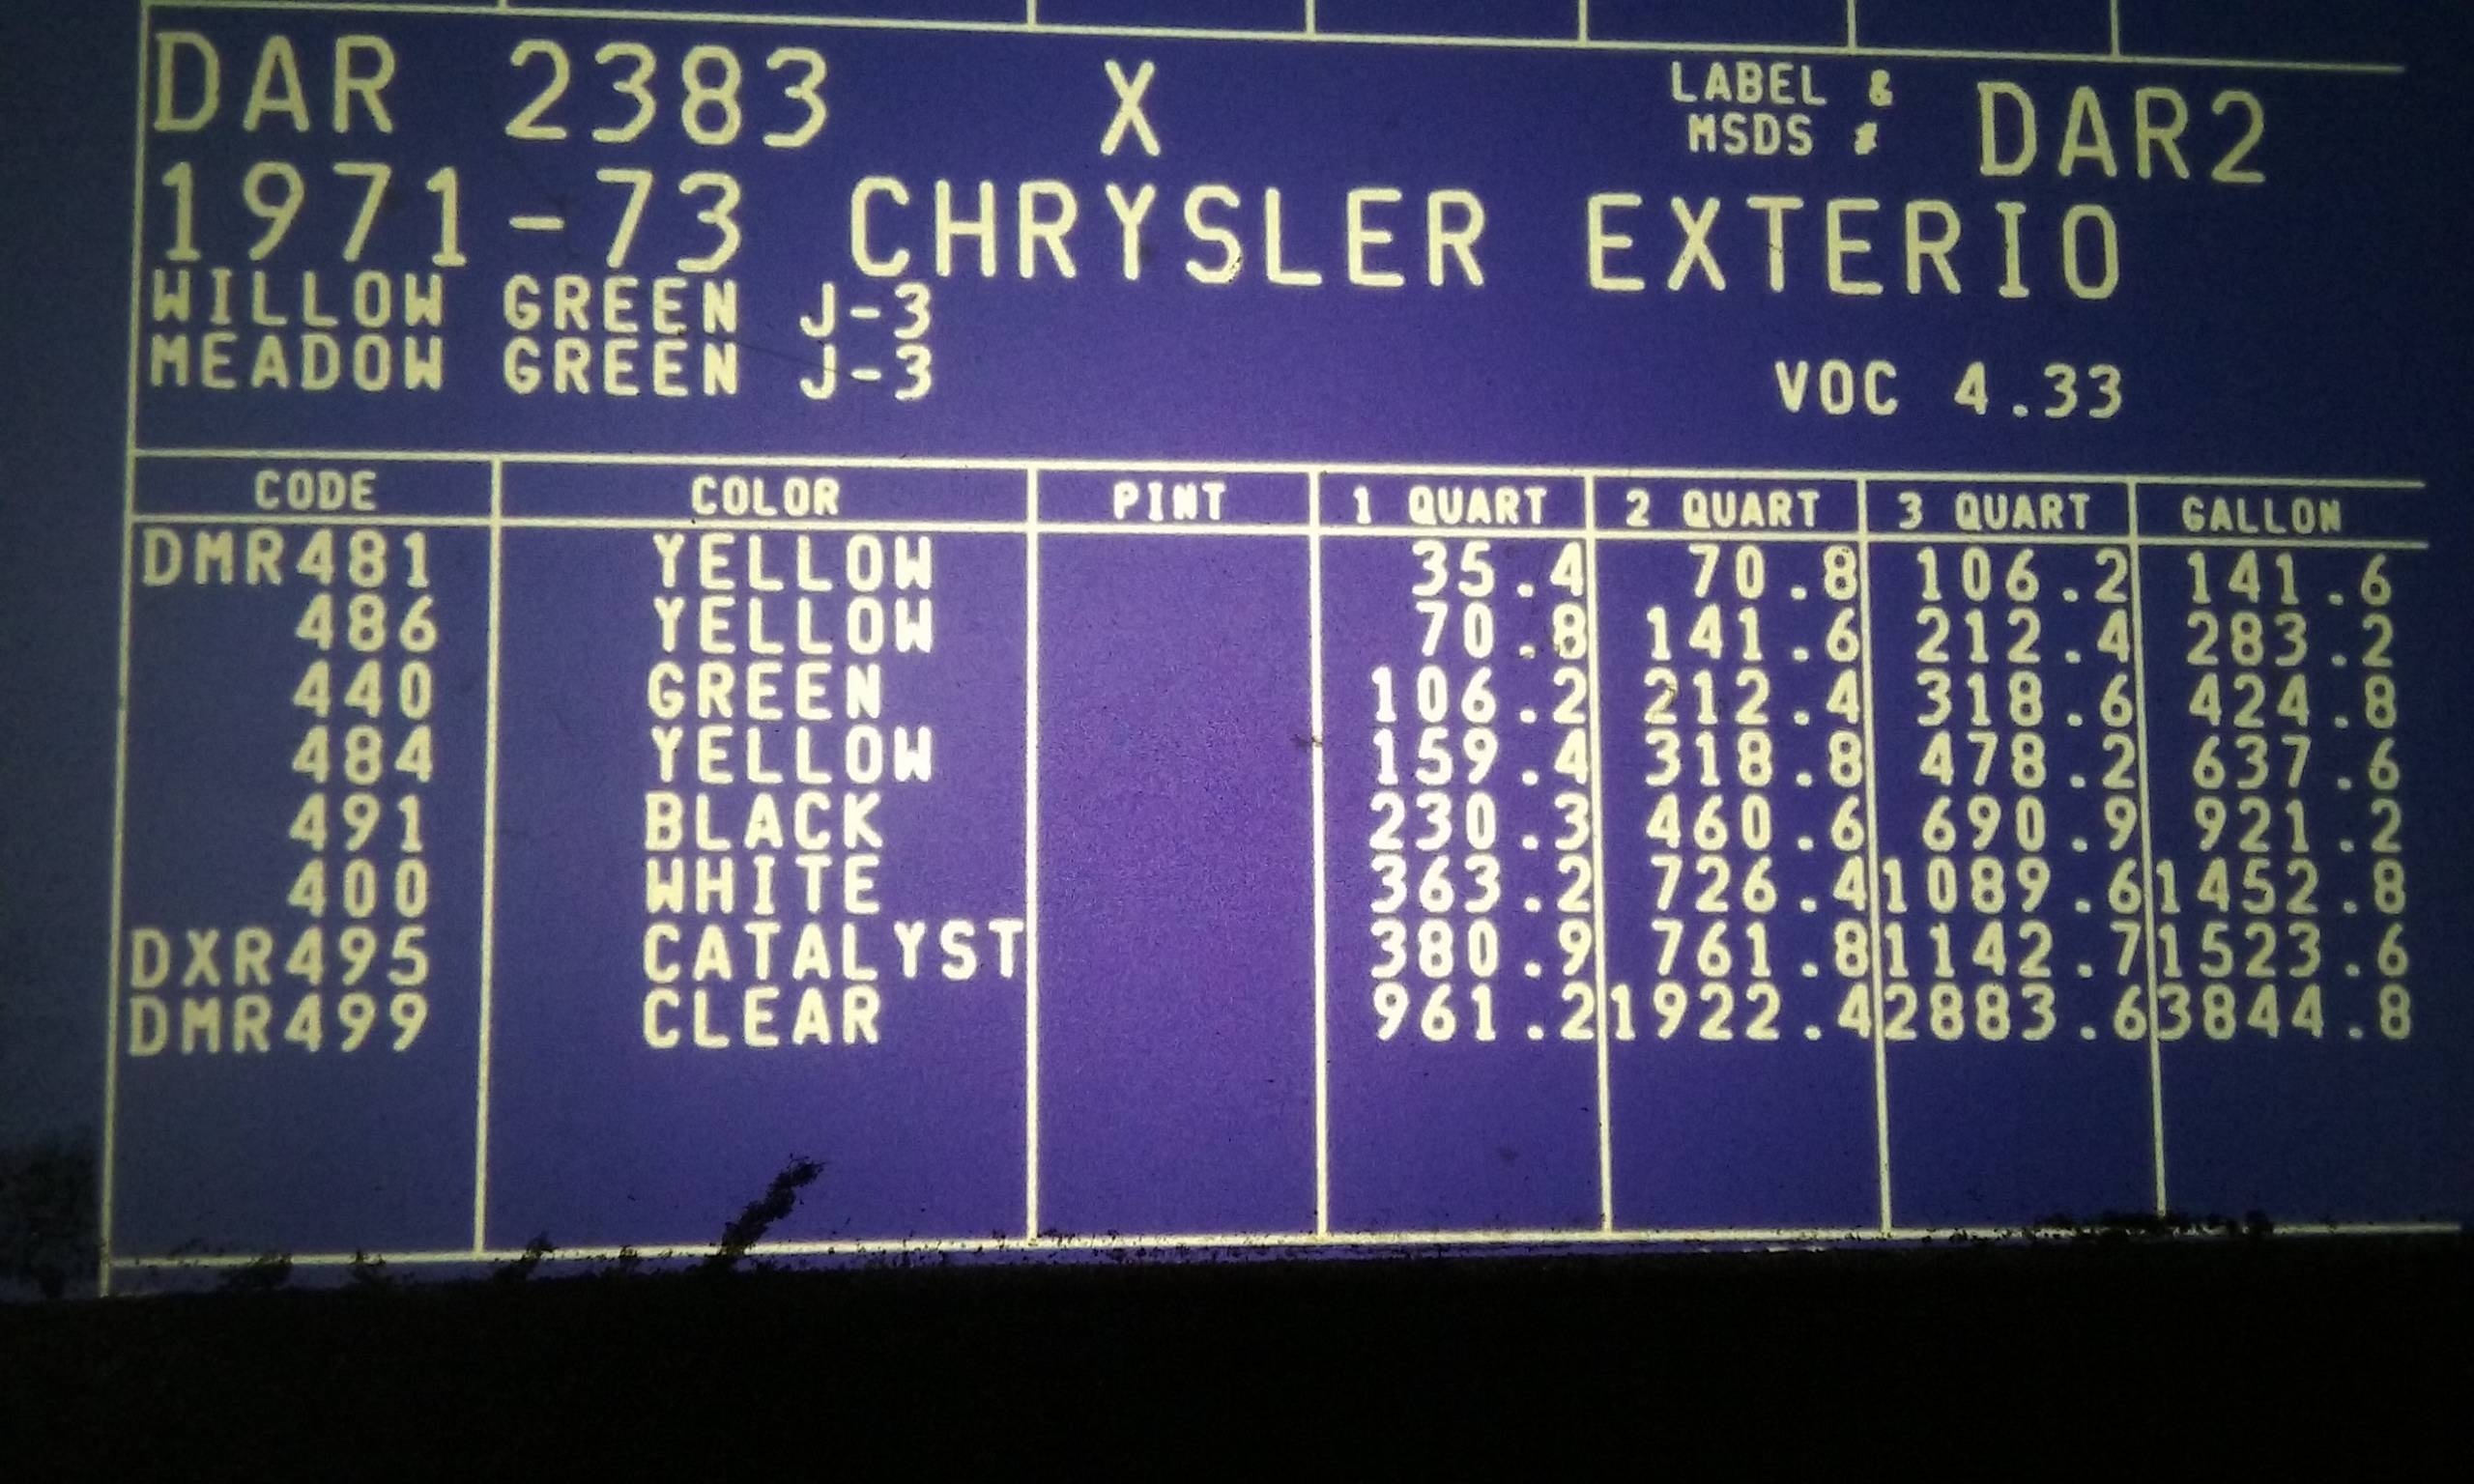 DAR 2383 X LABEL & MSDS # DAR2
1971-73 CHRYSLER EXTERIO
WILLOW GREEN J-3
MEADOW GREEN J-3
VOC 4.33
CODE COLOR PINT 1 QUART 2 QUART 3 QUART GALLON
DMR481 YELLOW 35.4 70.8 106.2 141.6
486 YELLOW 70.8 141.6 212.4 283.2
440 GREEN 106.2 212.4 318.6 424.8
484 YELLOW 159.4 318.8 478.2 637.6
491 BLACK 230.3 460.6 690.9 921.2
400 WHITE 363.2 726.4 1089.6 1452.8
DXR495 CATALYST 380.9 761.8 1142.7 1523.6
DMR499 CLEAR 961.2 1922.4 2883.6 3844.8